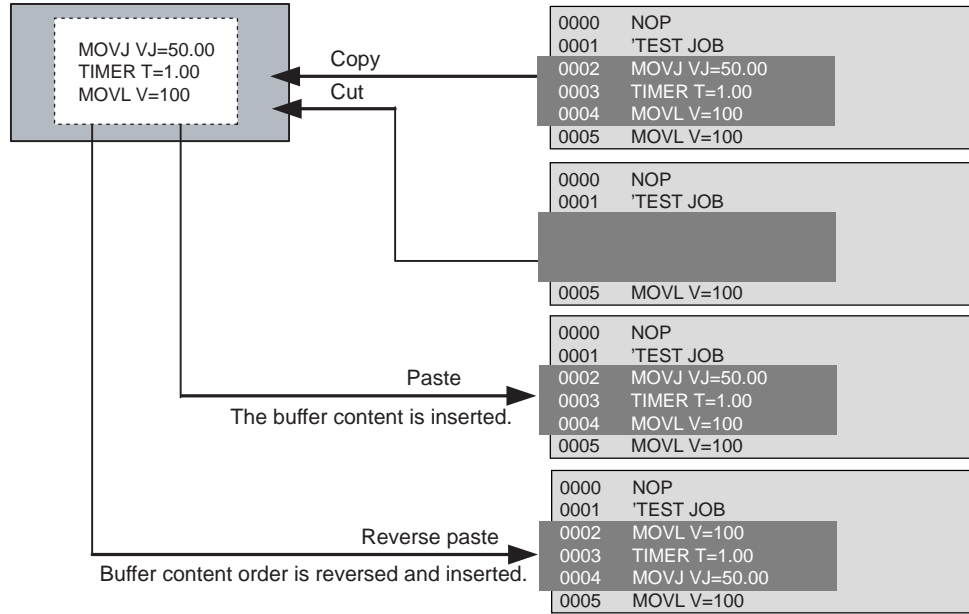 MOVJ VJ=50.00
TIMER T=1.00
MOVL V=100
Copy
Cut
0000 NOP
0001 'TEST JOB
0002 MOVJ VJ=50.00
0003 TIMER T=1.00
0004 MOVL V=100
0005 MOVL V=100
0000 NOP
0001 'TEST JOB
0005 MOVL V=100
Paste
The buffer content is inserted.
0000 NOP
0001 'TEST JOB
0002 MOVJ VJ=50.00
0003 TIMER T=1.00
0004 MOVL V=100
0005 MOVL V=100
Reverse paste
Buffer content order is reversed and inserted.
0000 NOP
0001 'TEST JOB
0002 MOVL V=100
0003 TIMER T=1.00
0004 MOVJ VJ=50.00
0005 MOVL V=100